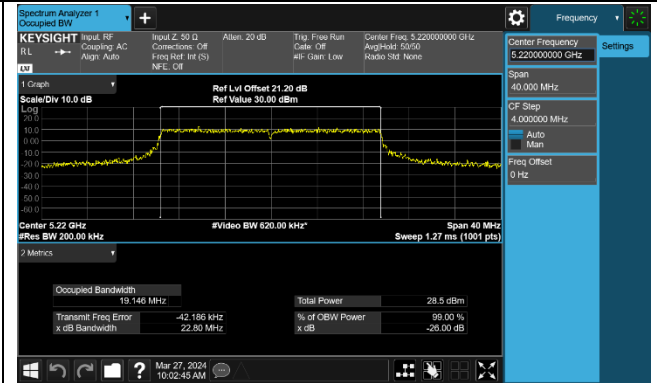 Spectrum Analyzer 1
Occupied BW
+
Frequency
KEYSIGHT
RL
LXI
Input: RF
Coupling: AC
Align: Auto
Input Z: 50 Ω
Corrections: Off
Freq Ref: Int (S)
NFE: Off
Atten: 20 dB
Trig: Free Run
Gate: Off
#IF Gain: Low
Center Freq: 5.220000000 GHz
Avg|Hold: 50/50
Radio Std: None
Center Frequency
5.220000000 GHz
Settings
Span
40.000 MHz
CF Step
4.000000 MHz
Auto
Man
Freq Offset
0 Hz
1 Graph
Scale/Div 10.0 dB
Ref Lvl Offset 21.20 dB
Ref Value 30.00 dBm
Log
20.0
10.0
0.00
-10.0
-20.0
-30.0
-40.0
-50.0
-60.0
Center 5.22 GHz
#Video BW 620.00 kHz*
Span 40 MHz
#Res BW 200.00 kHz
Sweep 1.27 ms (1001 pts)
2 Metrics
Occupied Bandwidth
19.146 MHz
Total Power 28.5 dBm
Transmit Freq Error -42.186 kHz
% of OBW Power 99.00 %
x dB Bandwidth 22.80 MHz
x dB -26.00 dB
?
Mar 27, 2024
10:02:45 AM